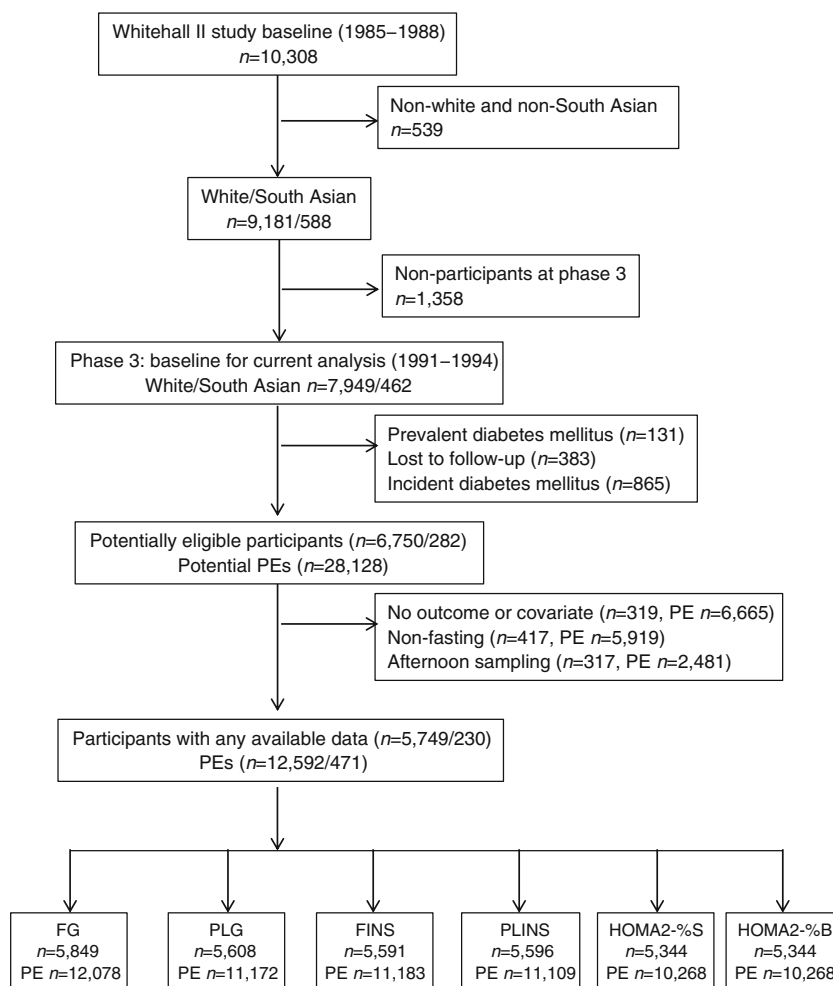 Whitehall II study baseline (1985–1988)
n=10,308
Non-white and non-South Asian
n=539
White/South Asian
n=9,181/588
Non-participants at phase 3
n=1,358
Phase 3: baseline for current analysis (1991–1994)
White/South Asian n=7,949/462
Prevalent diabetes mellitus (n=131)
Lost to follow-up (n=383)
Incident diabetes mellitus (n=865)
Potentially eligible participants (n=6,750/282)
Potential PEs (n=28,128)
No outcome or covariate (n=319, PE n=6,665)
Non-fasting (n=417, PE n=5,919)
Afternoon sampling (n=317, PE n=2,481)
Participants with any available data (n=5,749/230)
PEs (n=12,592/471)
FG
n=5,849
PE n=12,078
PLG
n=5,608
PE n=11,172
FINS
n=5,591
PE n=11,183
PLINS
n=5,596
PE n=11,109
HOMA2-%S
n=5,344
PE n=10,268
HOMA2-%B
n=5,344
PE n=10,268